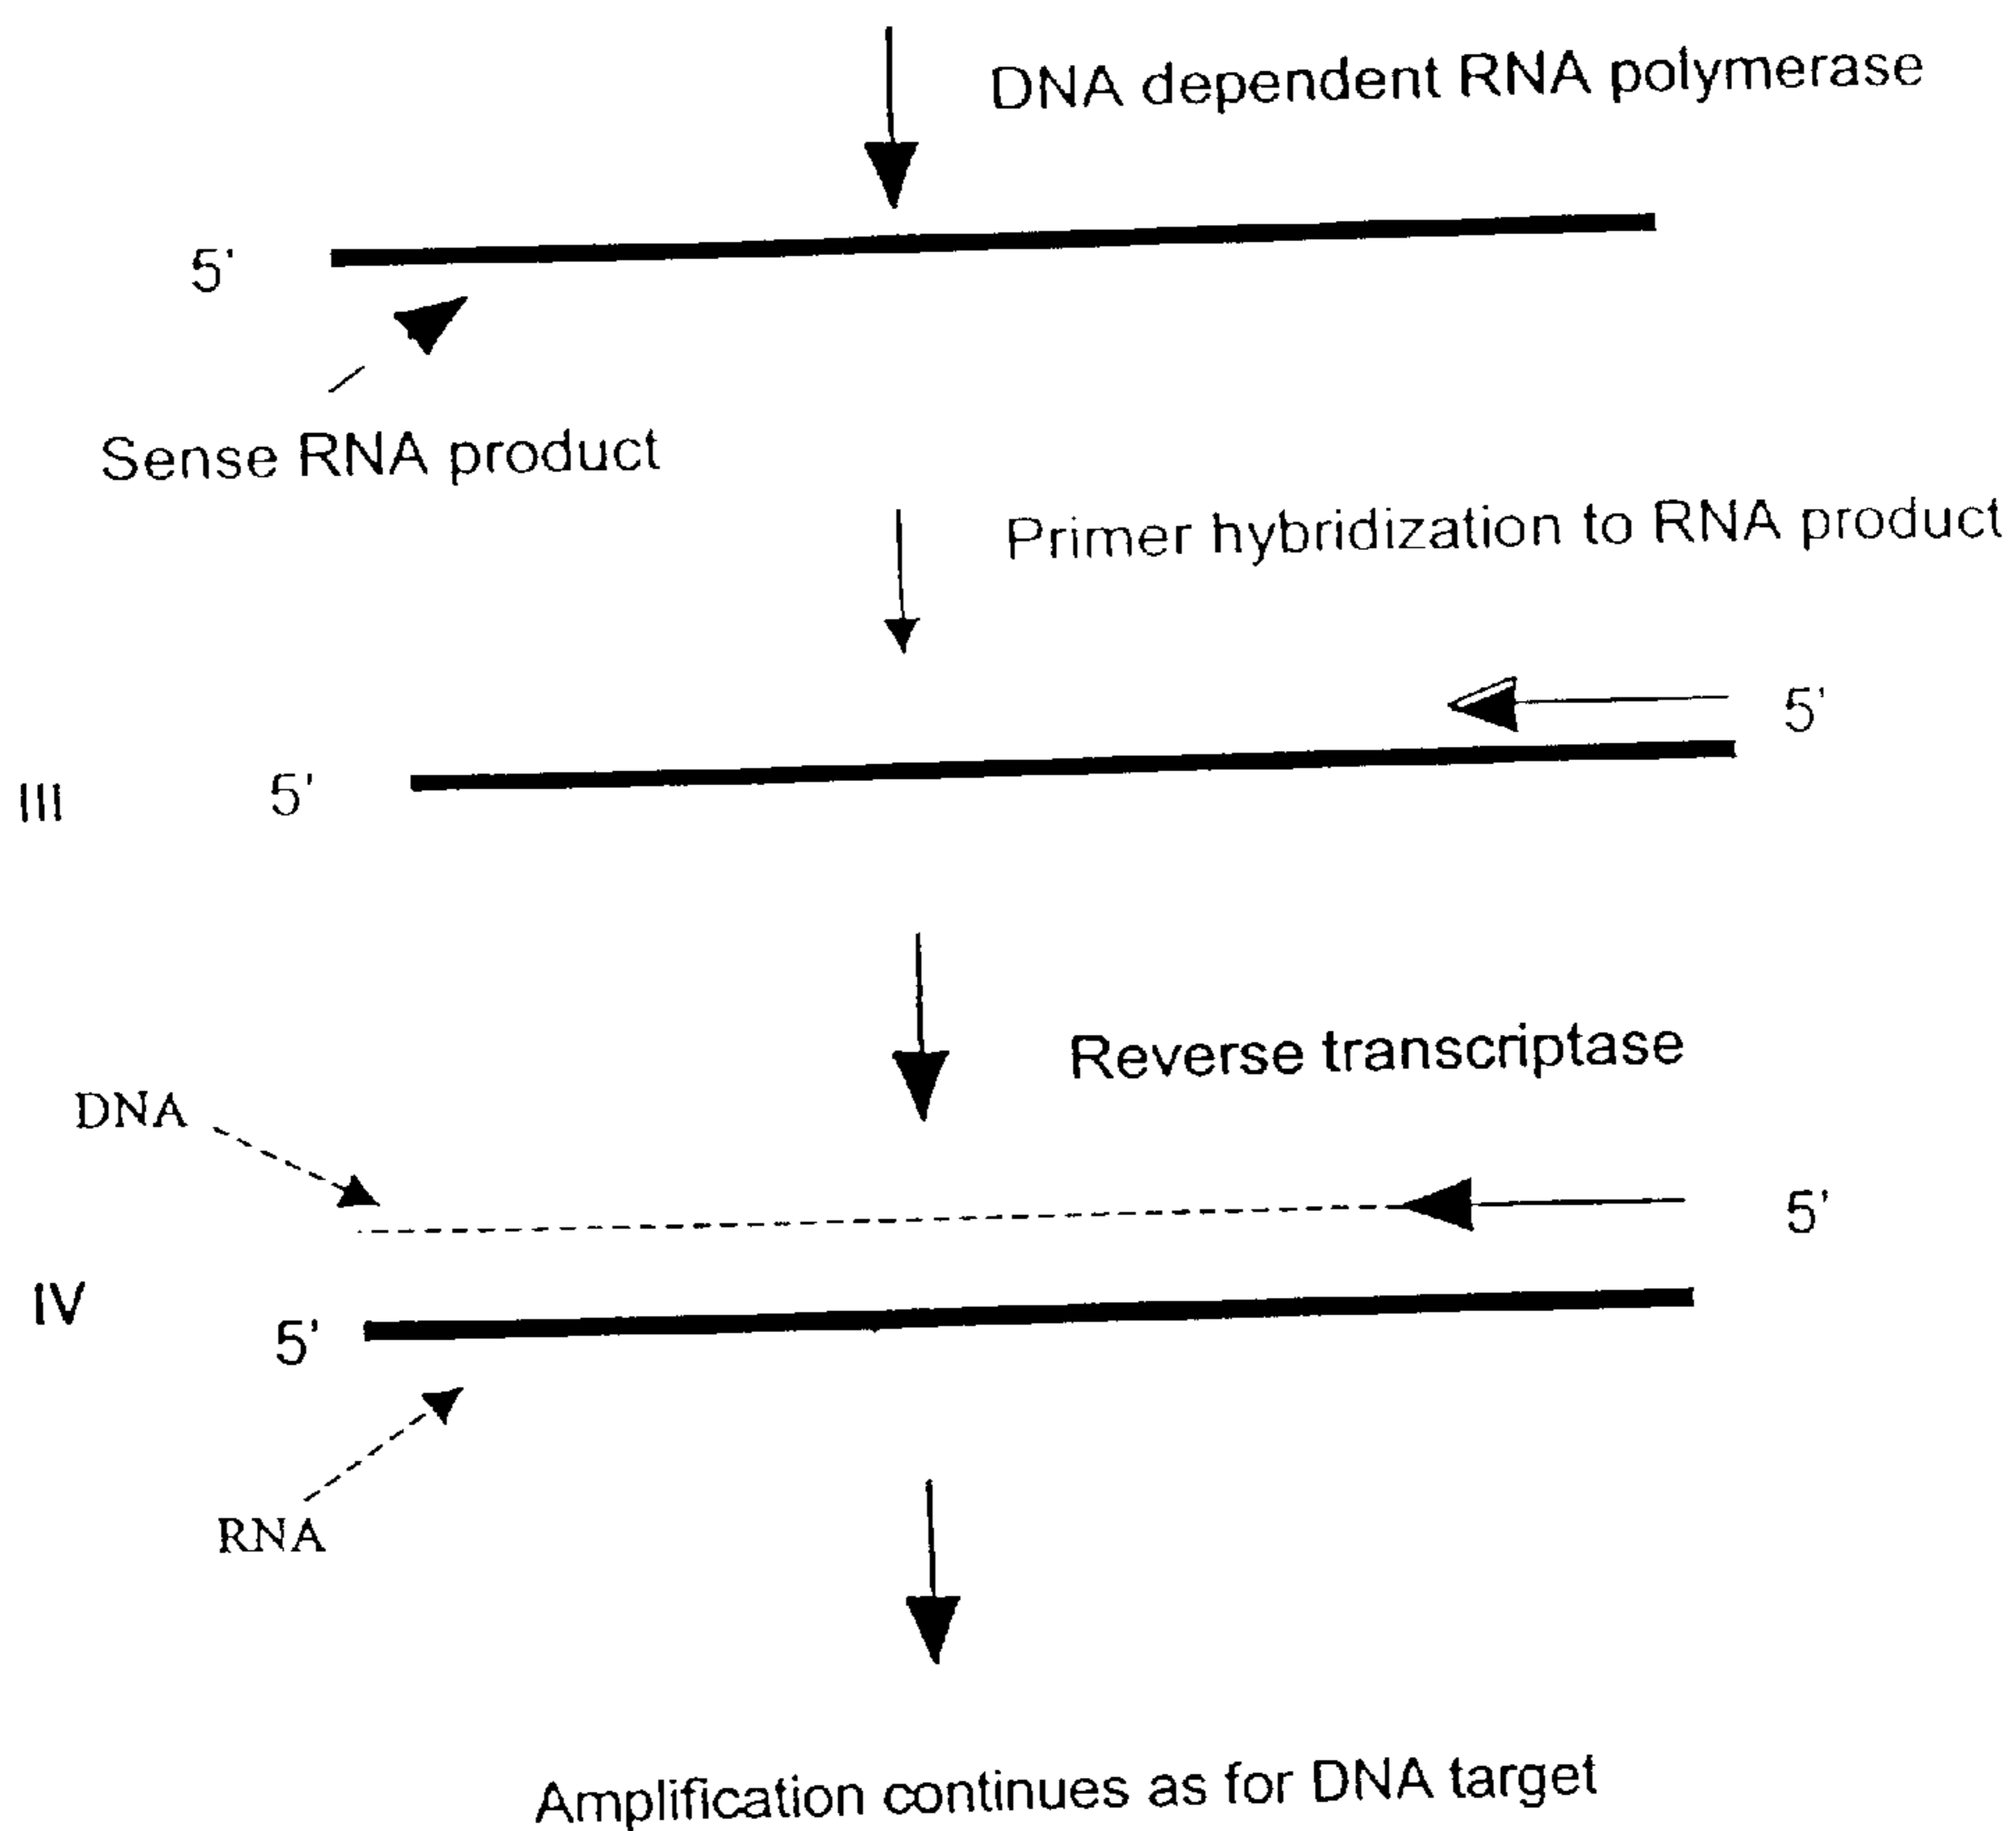 DNA dependent RNA polymerase
5'
Sense RNA product
Primer hybridization to RNA product
5'
III
5'
Reverse transcriptase
DNA
5'
IV
5'
RNA
Amplification continues as for DNA target